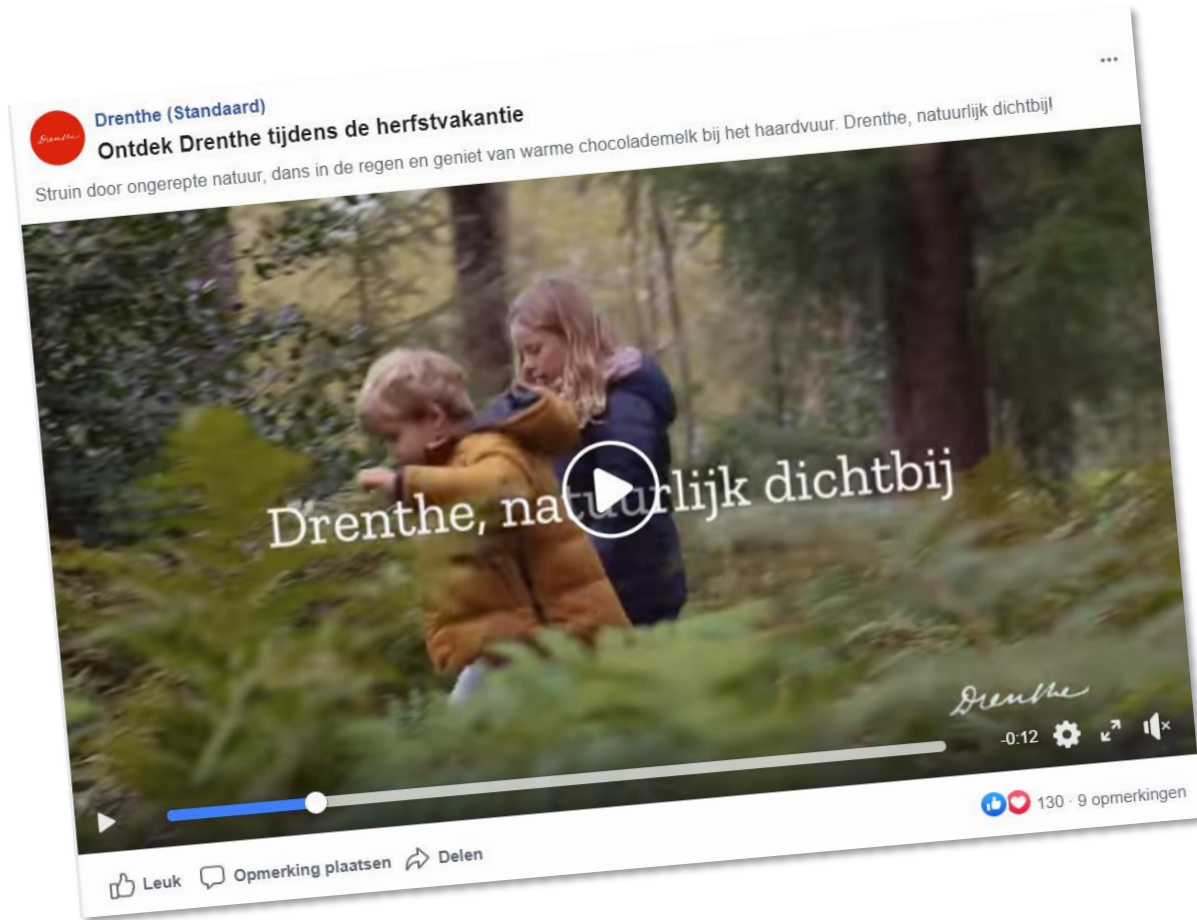 Drenthe
Drenthe (Standaard)
Ontdek Drenthe tijdens de herfstvakantie
Struin door ongerepte natuur, dans in de regen en geniet van warme chocolademelk bij het haardvuur. Drenthe, natuurlijk dichtbij!
Drenthe, natuurlijk dichtbij
Drenthe
-0:12
130 · 9 opmerkingen
Leuk Opmerking plaatsen Delen